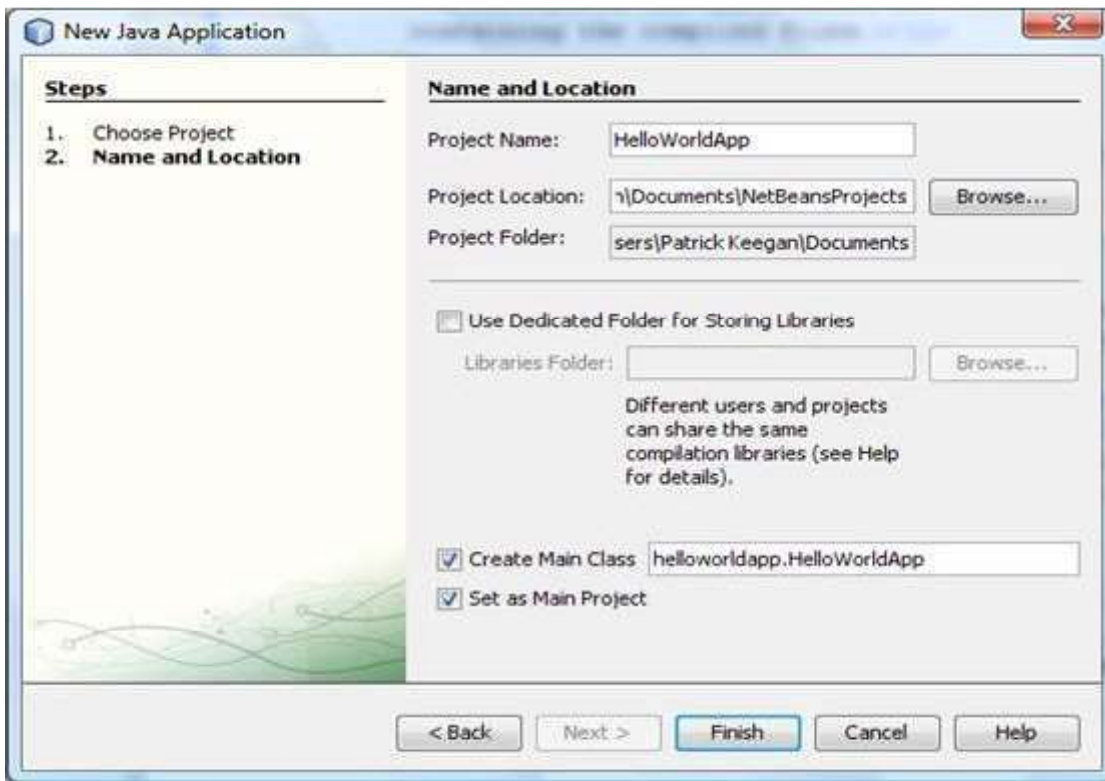 New Java Application
Steps
1. Choose Project
2. Name and Location
Name and Location
Project Name: HelloWorldApp
Project Location: \Documents\NetBeansProjects Browse...
Project Folder: sers\Patrick Keegan\Documents
Use Dedicated Folder for Storing Libraries
Libraries Folder: Browse...
Different users and projects
can share the same
compilation libraries (see Help
for details).
Create Main Class helloworldapp.HelloWorldApp
Set as Main Project
< Back Next > Finish Cancel Help